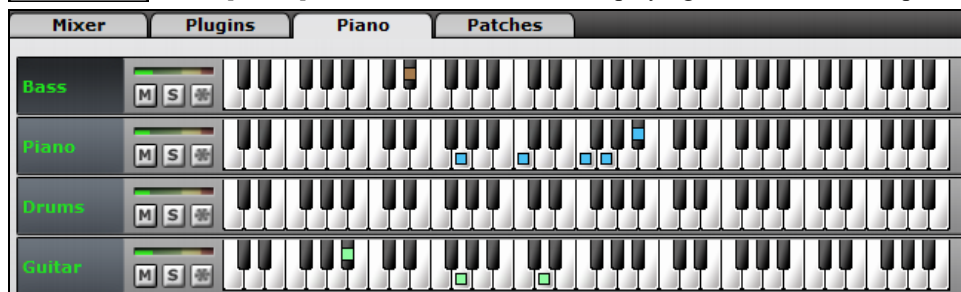 Mixer Plugins Piano Patches
Bass
M S
Piano
M S
Drums
M S
Guitar
M S